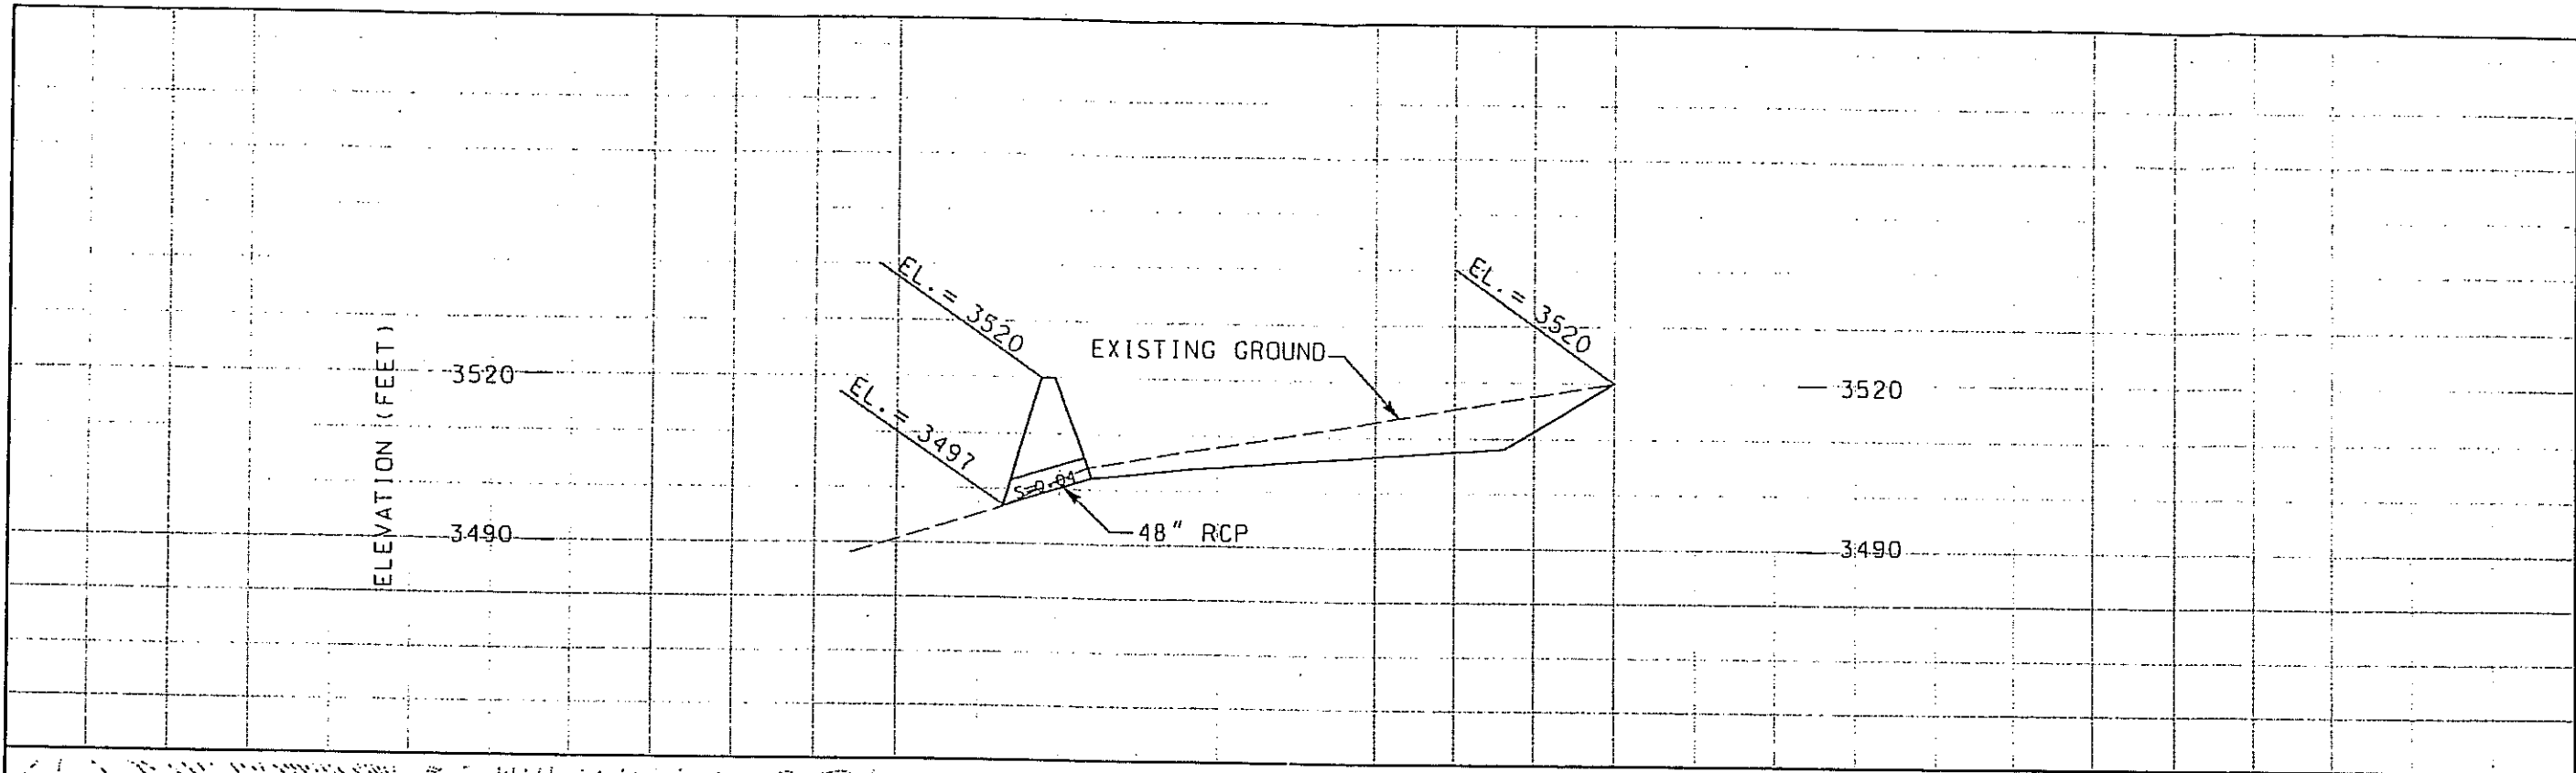 EL. = 3520
EL. = 3520
EXISTING GROUND
3520
3520
EL. = 3497
S=0.04
ELEVATION (FEET)
48" RCP
3490
3490